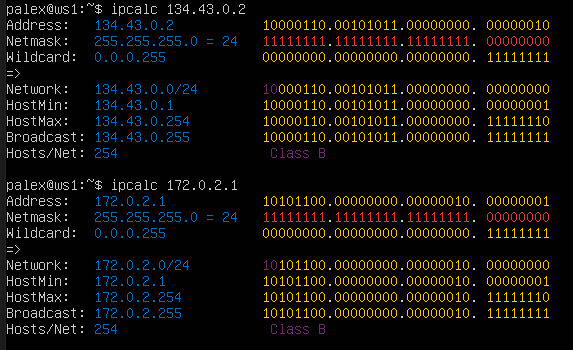 palex@ws1:~$ ipcalc 134.43.0.2
Address:   134.43.0.2           10000110.00101011.00000000. 00000010
Netmask:   255.255.255.0 = 24   11111111.11111111.11111111. 00000000
Wildcard:  0.0.0.255            00000000.00000000.00000000. 11111111
=>
Network:   134.43.0.0/24        10000110.00101011.00000000. 00000000
HostMin:   134.43.0.1           10000110.00101011.00000000. 00000001
HostMax:   134.43.0.254         10000110.00101011.00000000. 11111110
Broadcast: 134.43.0.255         10000110.00101011.00000000. 11111111
Hosts/Net: 254                   Class B
palex@ws1:~$ ipcalc 172.0.2.1
Address:   172.0.2.1            10101100.00000000.00000010. 00000001
Netmask:   255.255.255.0 = 24   11111111.11111111.11111111. 00000000
Wildcard:  0.0.0.255            00000000.00000000.00000000. 11111111
=>
Network:   172.0.2.0/24         10101100.00000000.00000010. 00000000
HostMin:   172.0.2.1            10101100.00000000.00000010. 00000001
HostMax:   172.0.2.254          10101100.00000000.00000010. 11111110
Broadcast: 172.0.2.255          10101100.00000000.00000010. 11111111
Hosts/Net: 254                   Class B